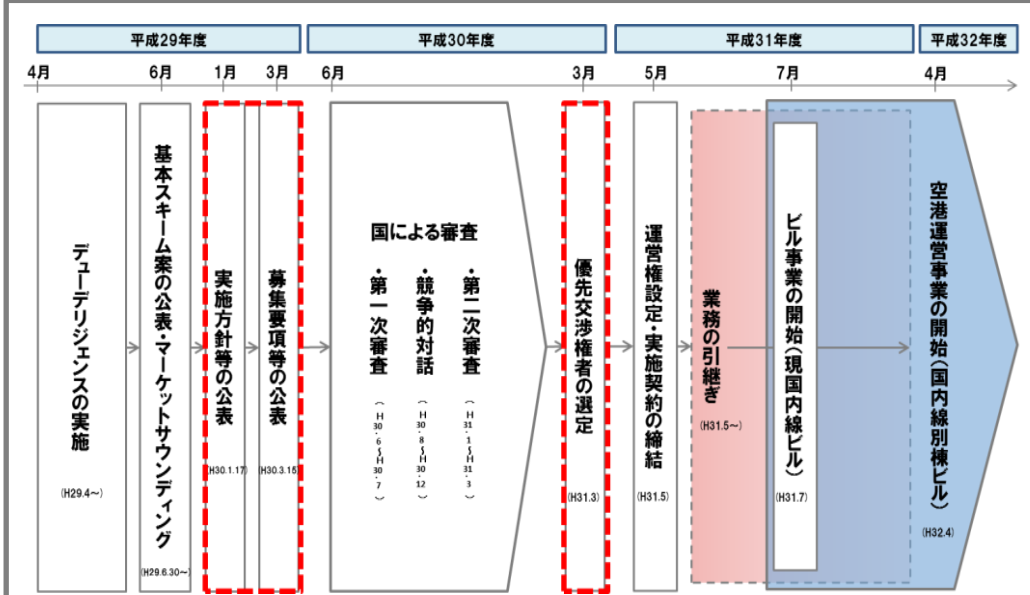 平成29年度
平成30年度
平成31年度
平成32年度
4月
6月
1月
3月
6月
3月
5月
7月
4月
デューデリジェンスの実施
(H29.4～)
基本スキーム案の公表・マーケットサウンディング
(H29.6.30～)
実施方針等の公表
(H30.1.17)
募集要項等の公表
(H30.3.15)
国による審査
・第一次審査
(H30.6～H30.7)
・競争的対話
(H30.8～H30.12)
・第二次審査
(H31.1～H31.3)
優先交渉権者の選定
(H31.3)
運営権設定・実施契約の締結
(H31.5)
業務の引継ぎ
(H31.5～)
ビル事業の開始(現国内線ビル)
(H31.7)
空港運営事業の開始(国内線別棟ビル)
(H32.4)